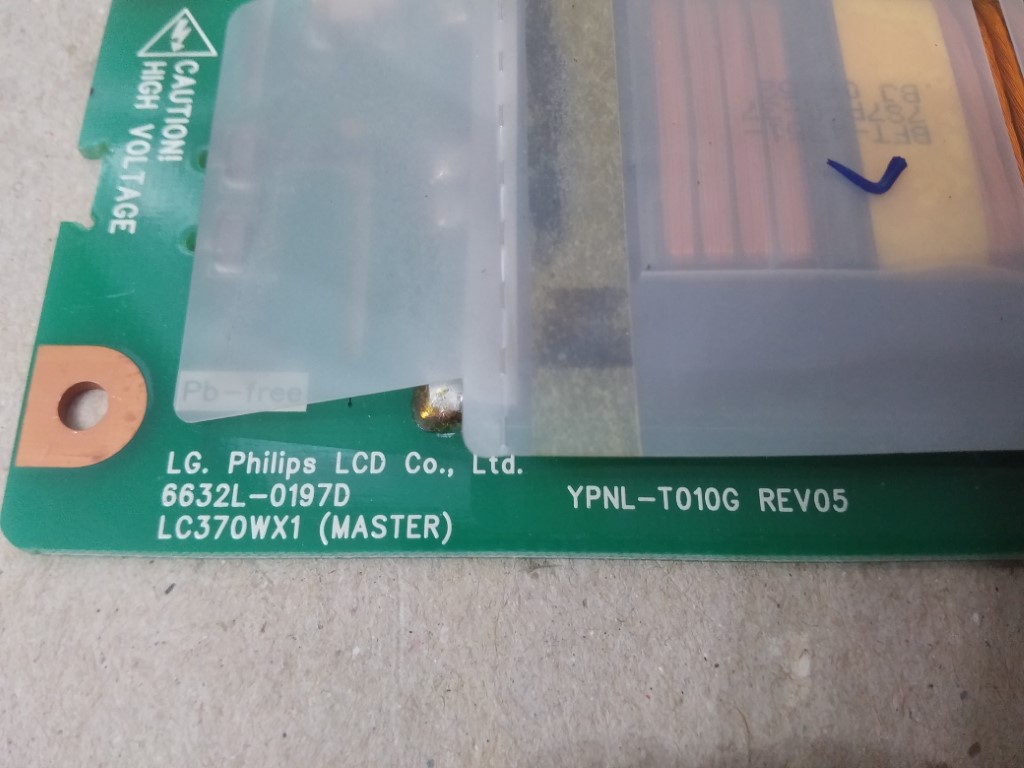 CAUTION!
HIGH VOLTAGE
Pb-free
LG. Philips LCD Co., Ltd.
6632L-0197D
LC370WX1 (MASTER)
YPNL-T010G REV05